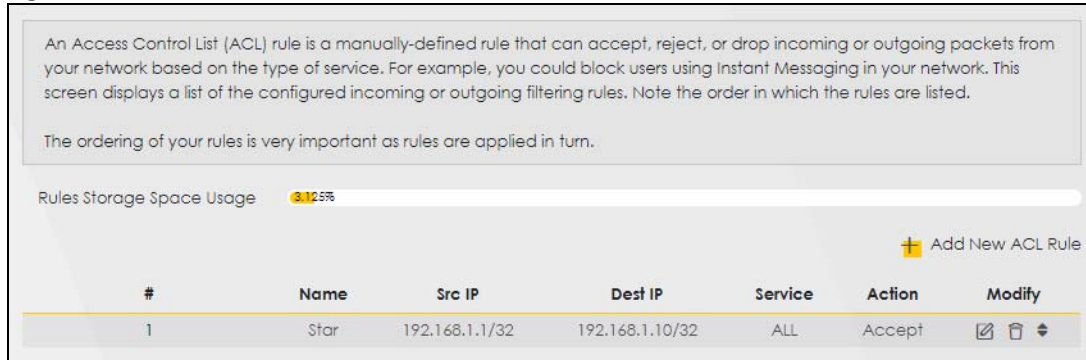 An Access Control List (ACL) rule is a manually-defined rule that can accept, reject, or drop incoming or outgoing packets from
your network based on the type of service. For example, you could block users using Instant Messaging in your network. This
screen displays a list of the configured incoming or outgoing filtering rules. Note the order in which the rules are listed.
The ordering of your rules is very important as rules are applied in turn.
Rules Storage Space Usage 3.125%
+ Add New ACL Rule
# Name Src IP Dest IP Service Action Modify
1 Star 192.168.1.1/32 192.168.1.10/32 ALL Accept